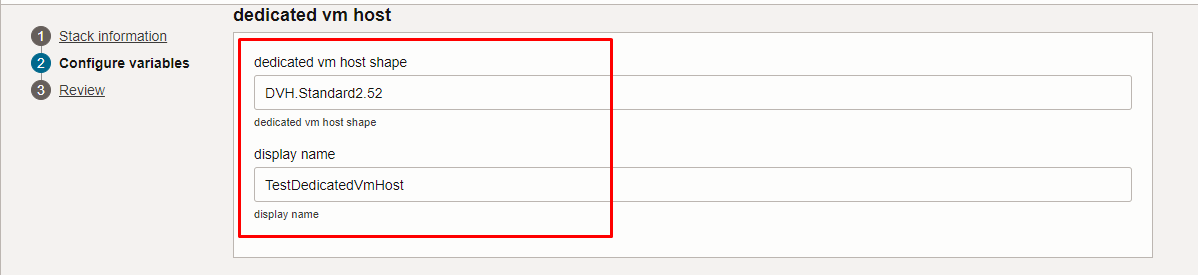 dedicated vm host
1 Stack information
2 Configure variables
3 Review
dedicated vm host shape
DVH.Standard2.52
dedicated vm host shape
display name
TestDedicatedVmHost
display name